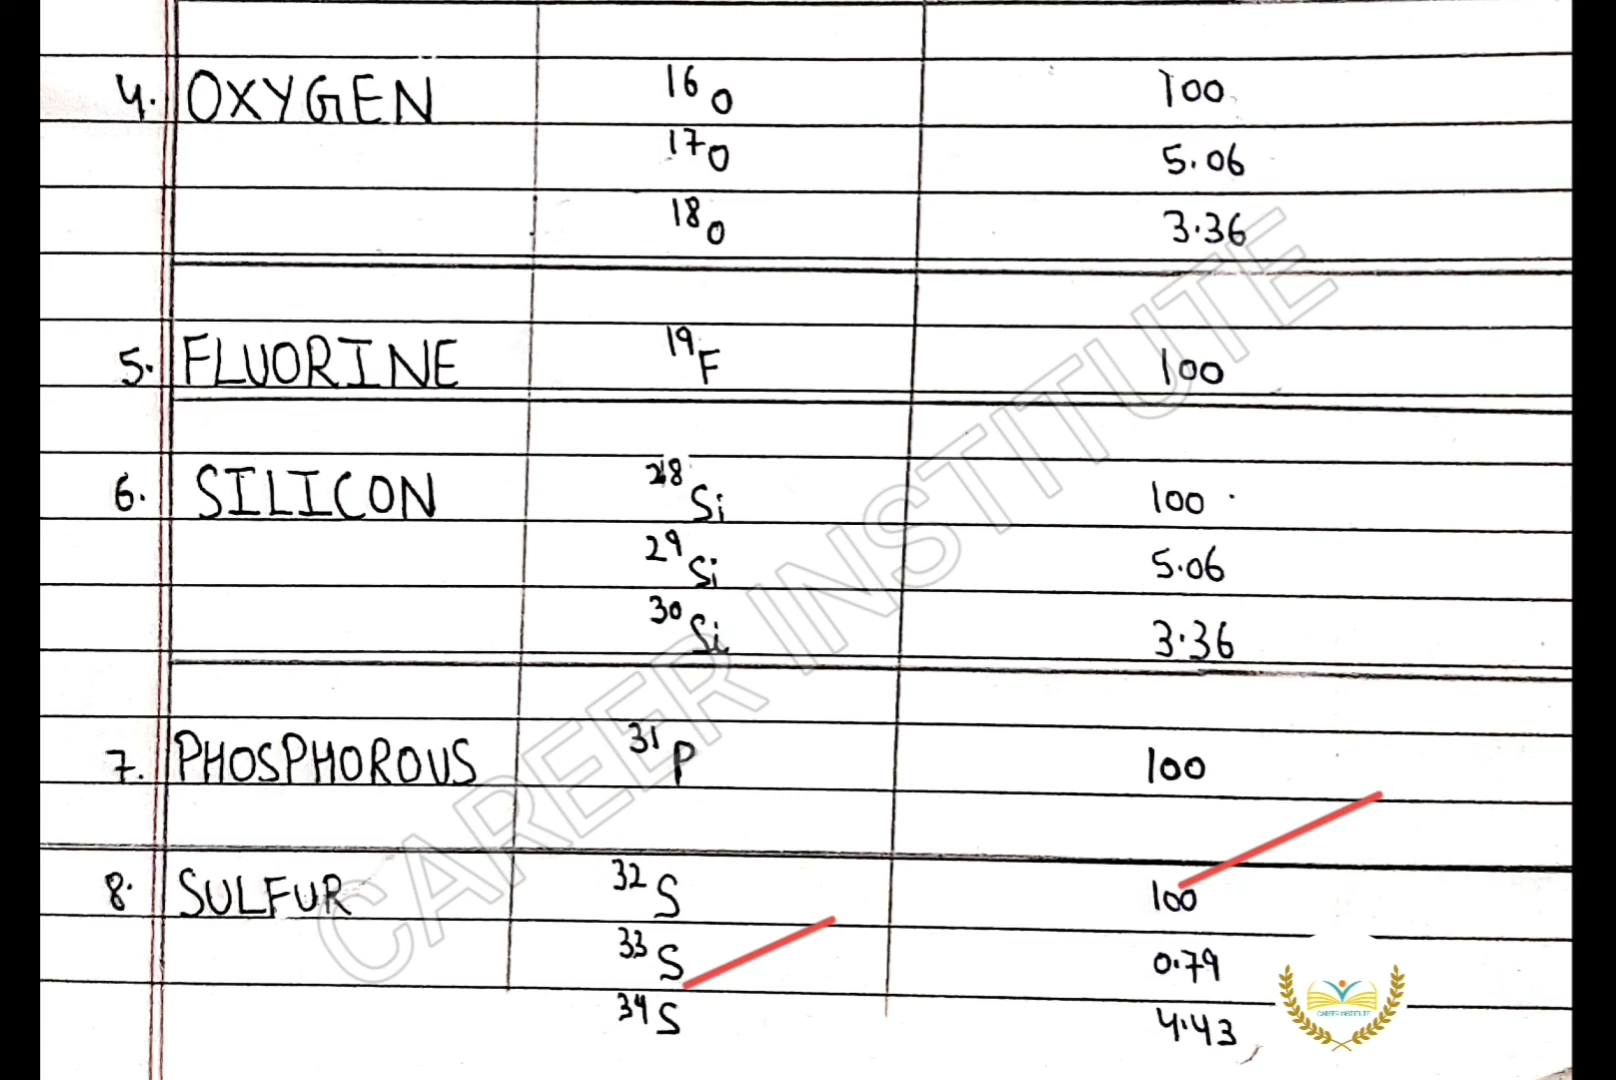 4. OXYGEN 16O 100
17O 5.06
18O 3.36
5. FLUORINE 19F 100
6. SILICON 28Si 100
29Si 5.06
30Si 3.36
7. PHOSPHOROUS 31P 100
8. SULFUR 32S 100
33S 0.79
34S 4.43
CAREER INSTITUTE
CAREER INSTITUTE